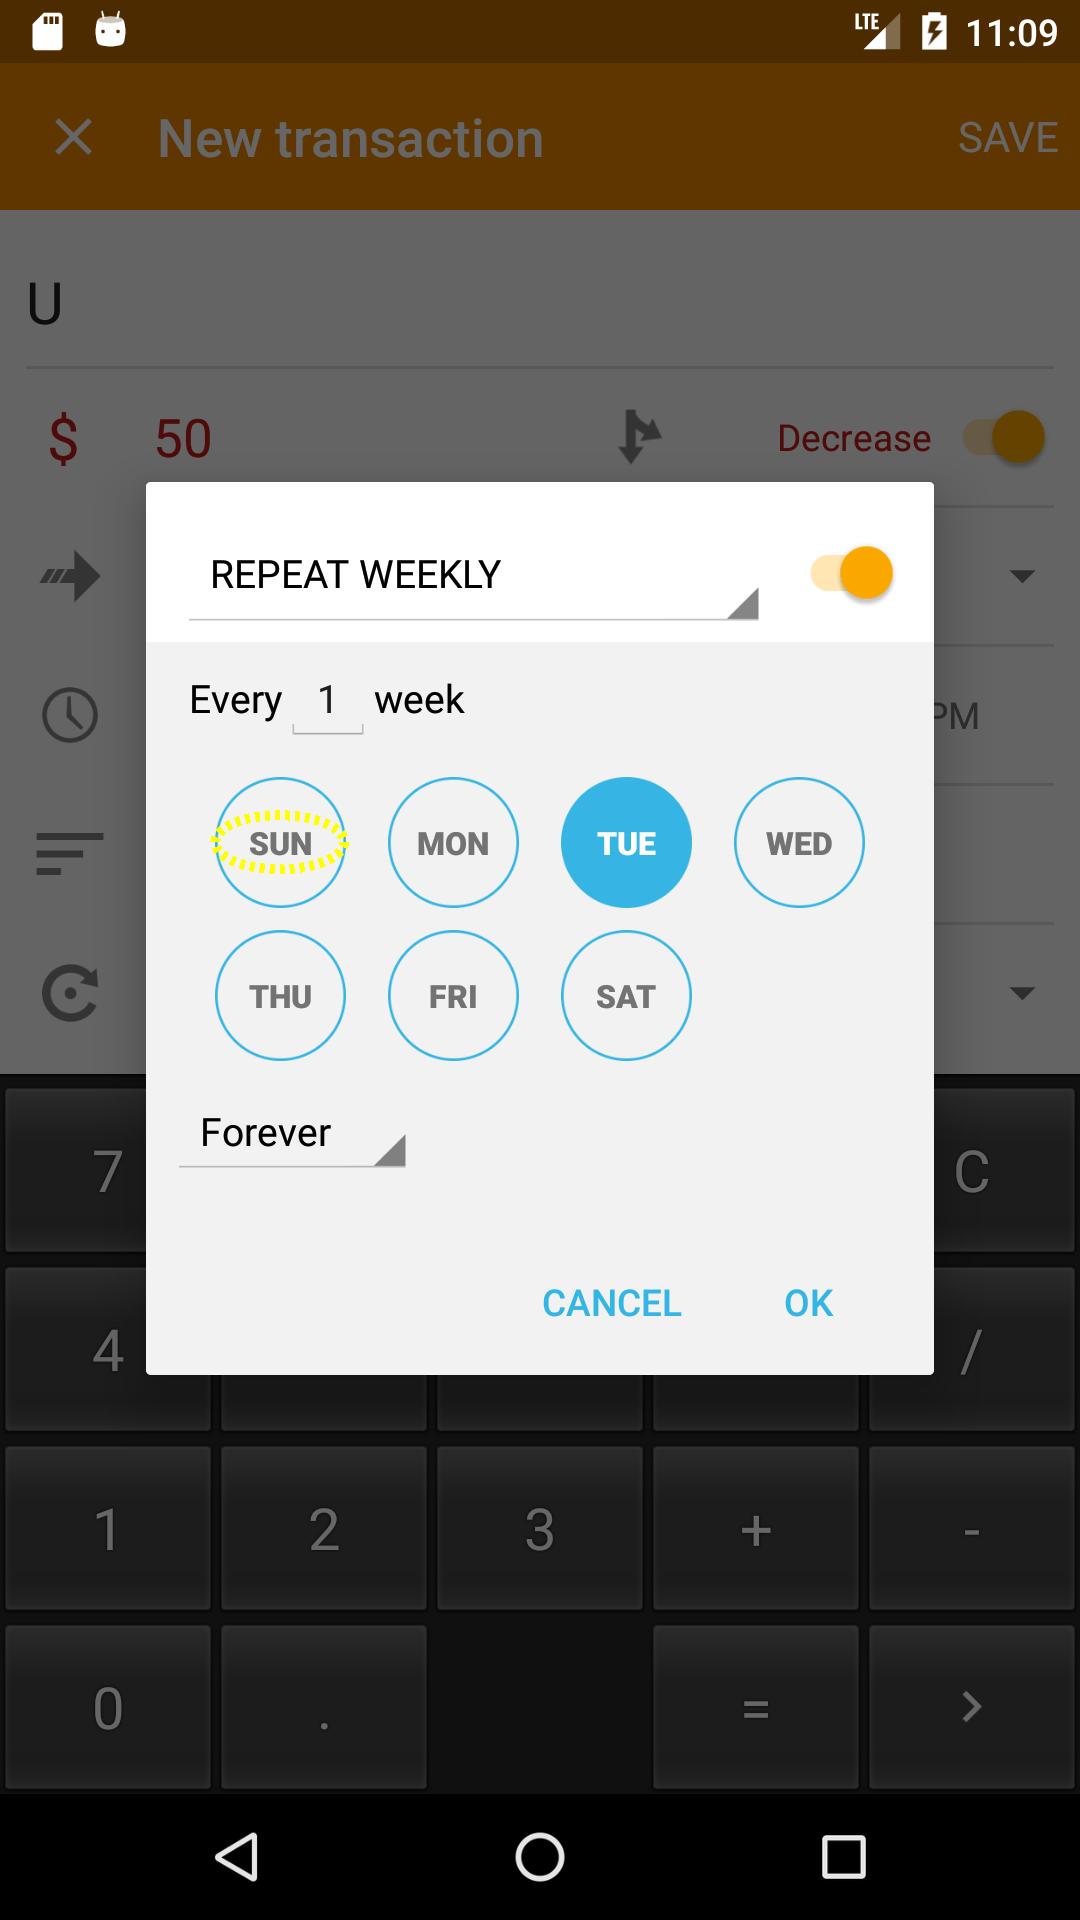 LTE 11:09
New transaction SAVE
U
$ 50 Decrease
REPEAT WEEKLY
Every 1 week
PM
SUN MON TUE WED
THU FRI SAT
Forever
7 C
CANCEL OK
4 /
1 2 3 + -
0 . = >